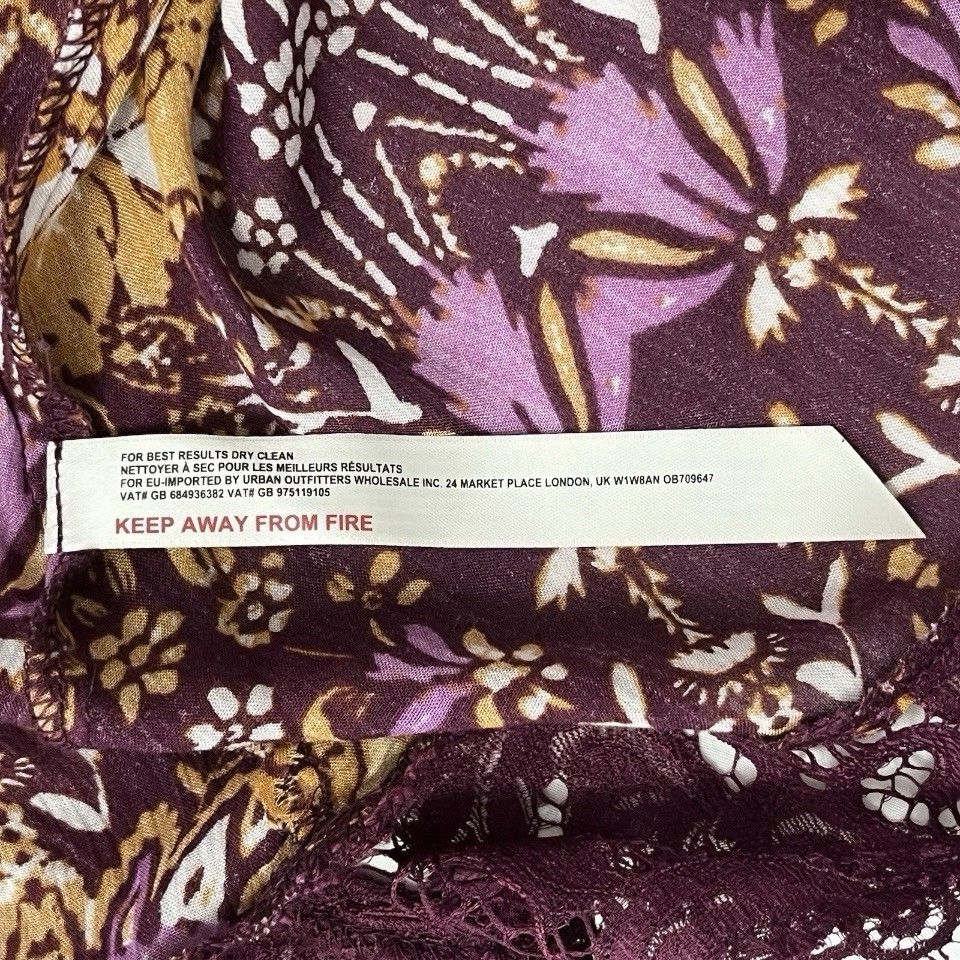 FOR BEST RESULTS DRY CLEAN
NETTOYER À SEC POUR LES MEILLEURS RÉSULTATS
FOR EU-IMPORTED BY URBAN OUTFITTERS WHOLESALE INC. 24 MARKET PLACE LONDON, UK W1W8AN OB709647
VAT# GB 684936382 VAT# GB 975119105
KEEP AWAY FROM FIRE